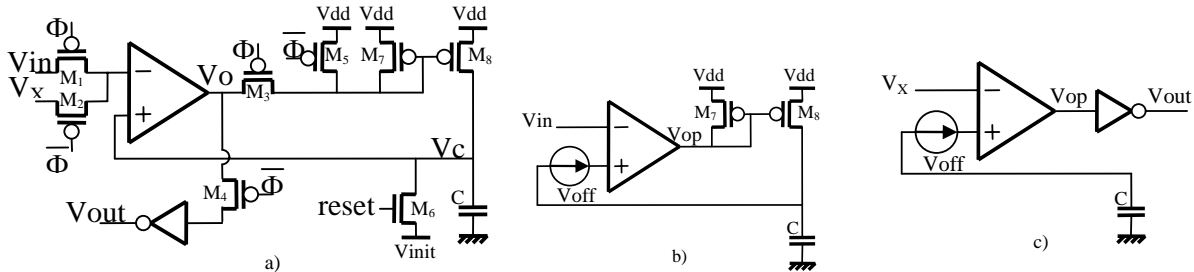 Φ
Vin
M1
Vx
M2
Φ̅
−
+
Vo
Φ
M3
Φ̅
Vdd
M5
Vdd
M7
Vdd
M8
Vc
M4
Φ̅
Vout
reset
M6
Vinit
C
a)
Vin
−
+
Voff
Vop
Vdd
M7
Vdd
M8
C
b)
VX
−
+
Voff
Vop
Vout
C
c)